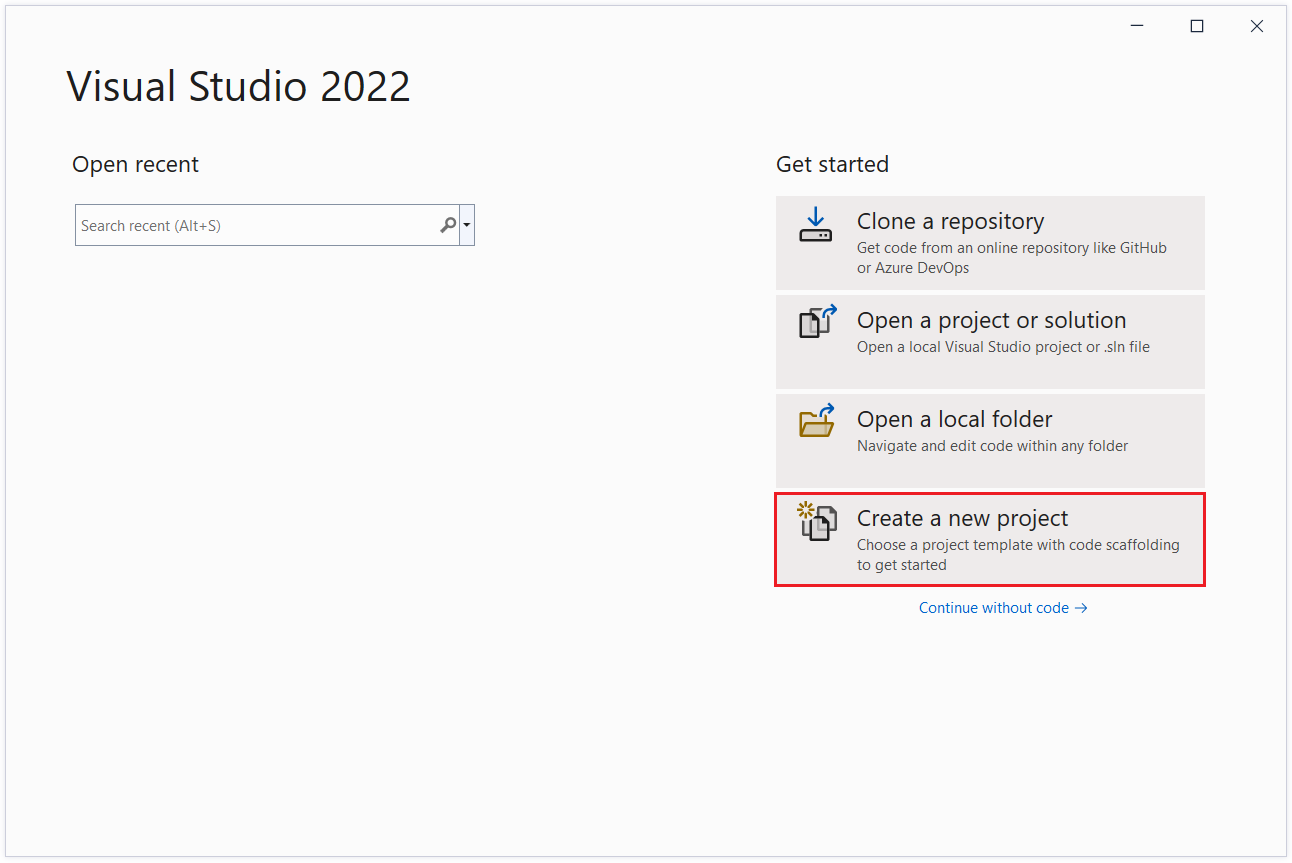 Visual Studio 2022
Open recent
Search recent (Alt+S)
Get started
Clone a repository
Get code from an online repository like GitHub
or Azure DevOps
Open a project or solution
Open a local Visual Studio project or .sln file
Open a local folder
Navigate and edit code within any folder
Create a new project
Choose a project template with code scaffolding
to get started
Continue without code →